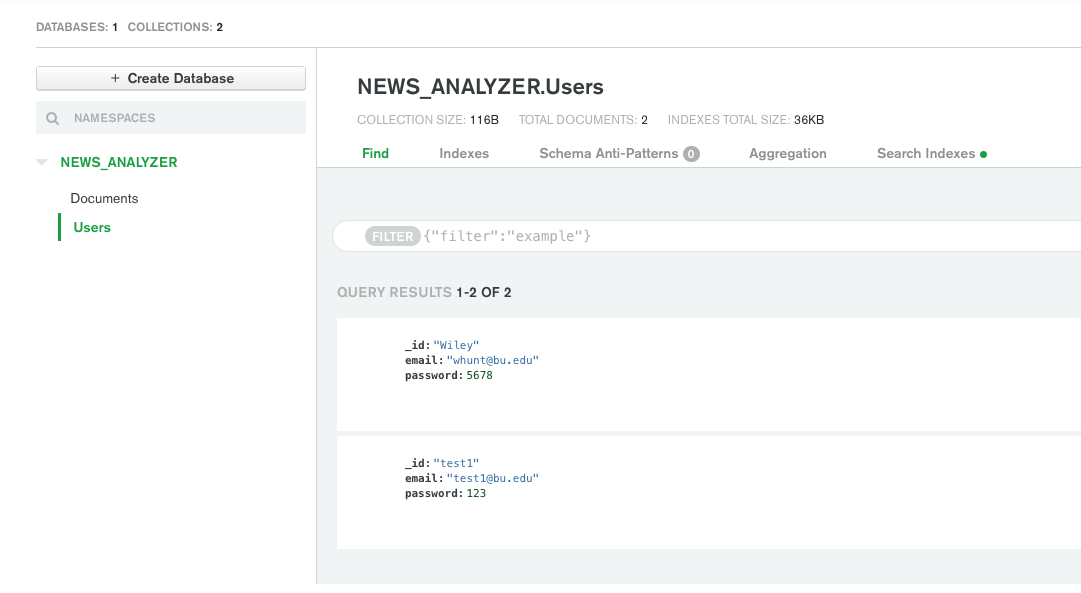 DATABASES: 1 COLLECTIONS: 2
+ Create Database
NAMESPACES
NEWS_ANALYZER
Documents
Users
NEWS_ANALYZER.Users
COLLECTION SIZE: 116B TOTAL DOCUMENTS: 2 INDEXES TOTAL SIZE: 36KB
Find Indexes Schema Anti-Patterns 0 Aggregation Search Indexes
FILTER {"filter":"example"}
QUERY RESULTS 1-2 OF 2
_id: "Wiley"
email: "whunt@bu.edu"
password: 5678
_id: "test1"
email: "test1@bu.edu"
password: 123